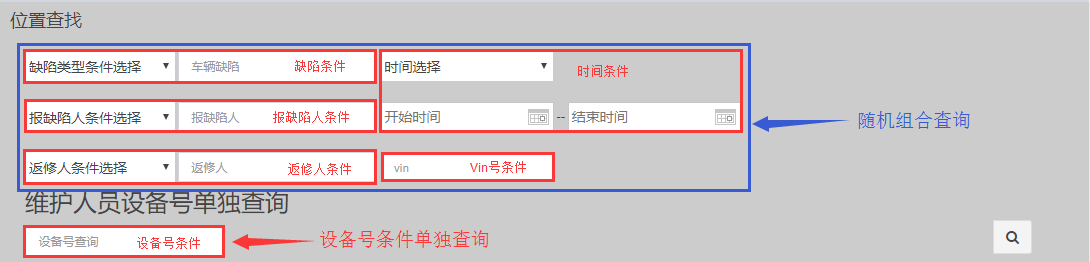 位置查找
缺陷类型条件选择 车辆缺陷 缺陷条件 时间选择 时间条件
报缺陷人条件选择 报缺陷人 报缺陷人条件 开始时间 -- 结束时间 随机组合查询
返修人条件选择 返修人 返修人条件 vin Vin号条件
维护人员设备号单独查询
设备号查询 设备号条件 设备号条件单独查询